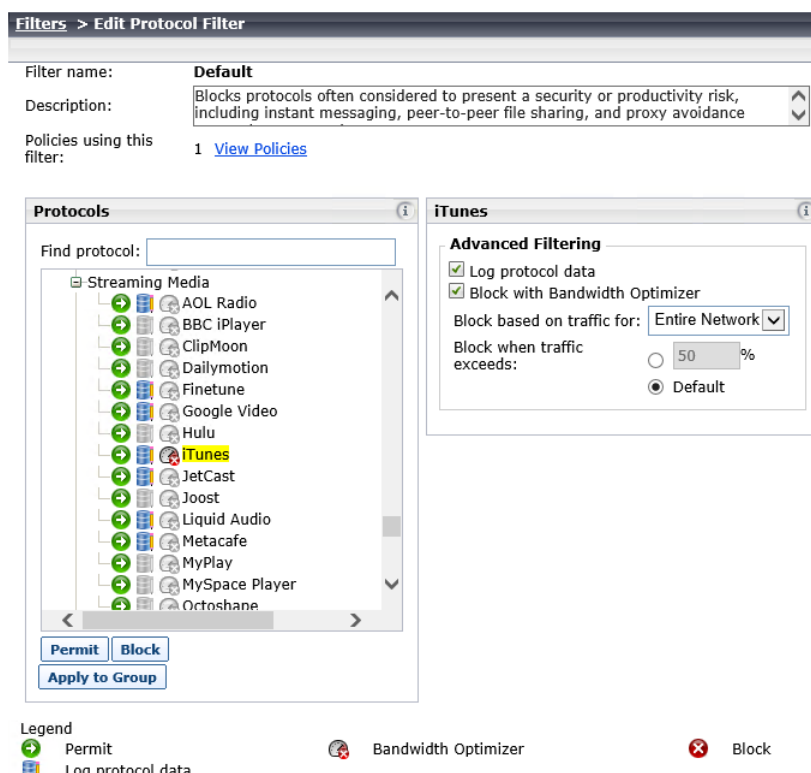 Filters > Edit Protocol Filter
Filter name: Default
Description: Blocks protocols often considered to present a security or productivity risk,
including instant messaging, peer-to-peer file sharing, and proxy avoidance
Policies using this
filter: 1 View Policies
Protocols
Find protocol:
Streaming Media
AOL Radio
BBC iPlayer
ClipMoon
Dailymotion
Finetune
Google Video
Hulu
iTunes
JetCast
Joost
Liquid Audio
Metacafe
MyPlay
MySpace Player
Octoshape
Permit Block
Apply to Group
iTunes
Advanced Filtering
Log protocol data
Block with Bandwidth Optimizer
Block based on traffic for: Entire Network
Block when traffic
exceeds: 50 %
Default
Legend
Permit Bandwidth Optimizer Block
Log protocol data